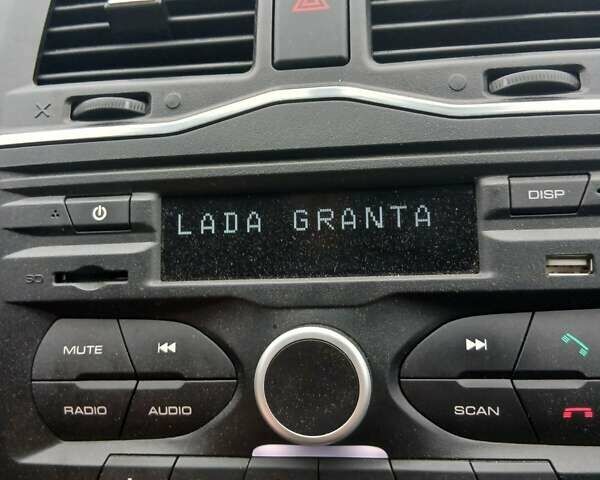 LADA GRANTA
DISP
SD
MUTE
RADIO
AUDIO
SCAN